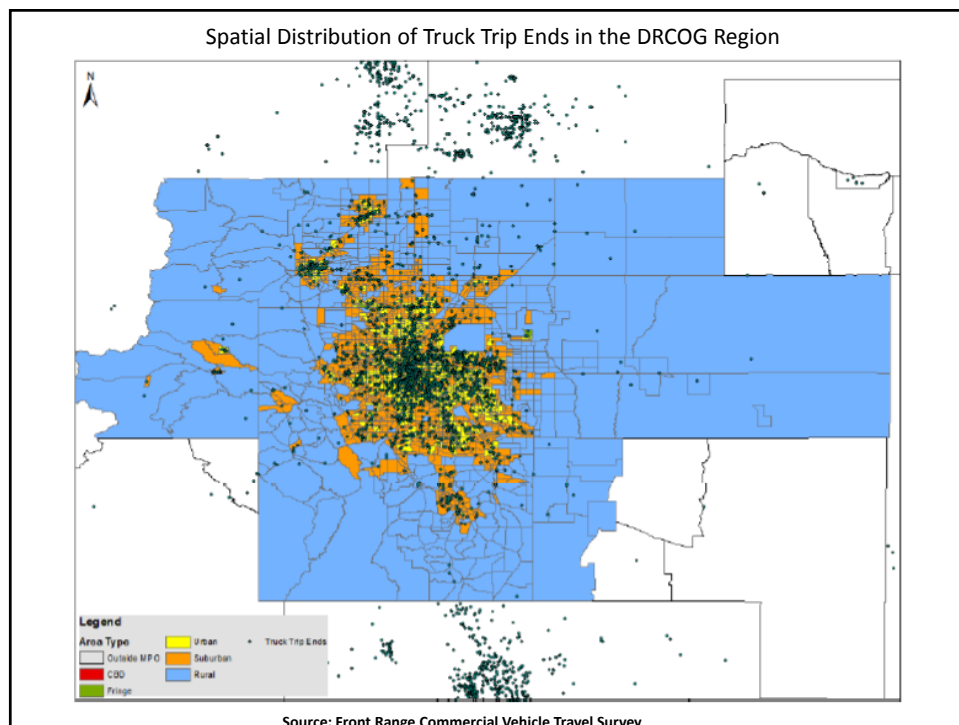 Spatial Distribution of Truck Trip Ends in the DRCOG Region
N
Legend
Area Type
Outside MPO
CBD
Fringe
Urban
Suburban
Rural
Truck Trip Ends
Source: Front Range Commercial Vehicle Travel Survey